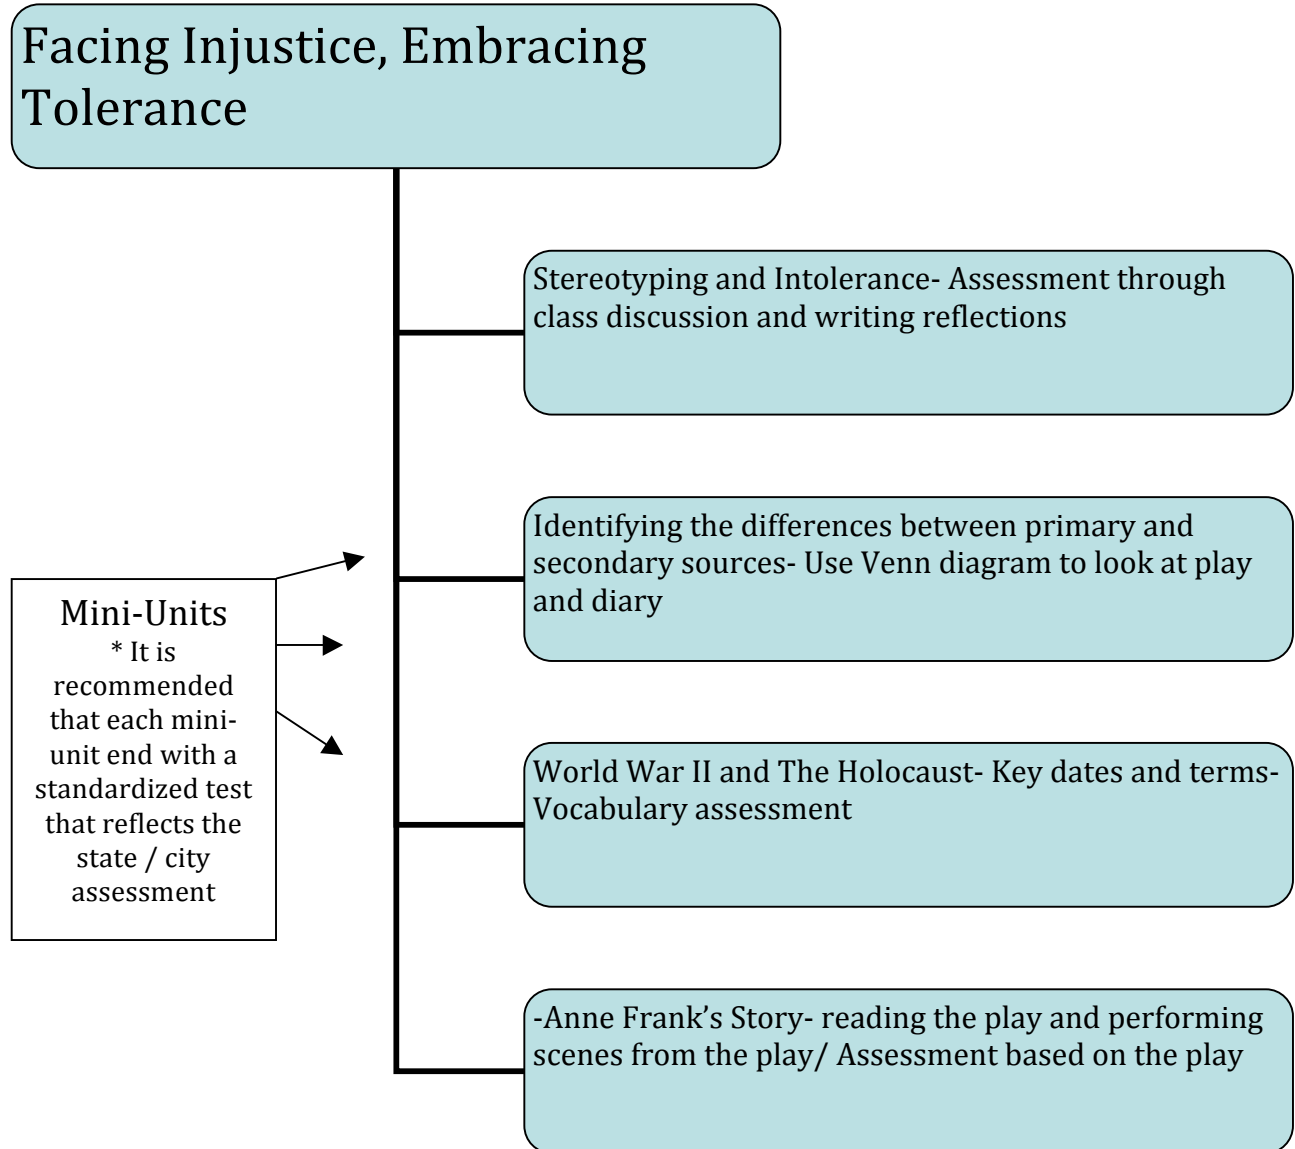 Facing Injustice, Embracing
Tolerance
Stereotyping and Intolerance- Assessment through
class discussion and writing reflections
Identifying the differences between primary and
secondary sources- Use Venn diagram to look at play
and diary
Mini-Units
* It is
recommended
that each mini-
unit end with a
standardized test
that reflects the
state / city
assessment
World War II and The Holocaust- Key dates and terms-
Vocabulary assessment
-Anne Frank’s Story- reading the play and performing
scenes from the play/ Assessment based on the play